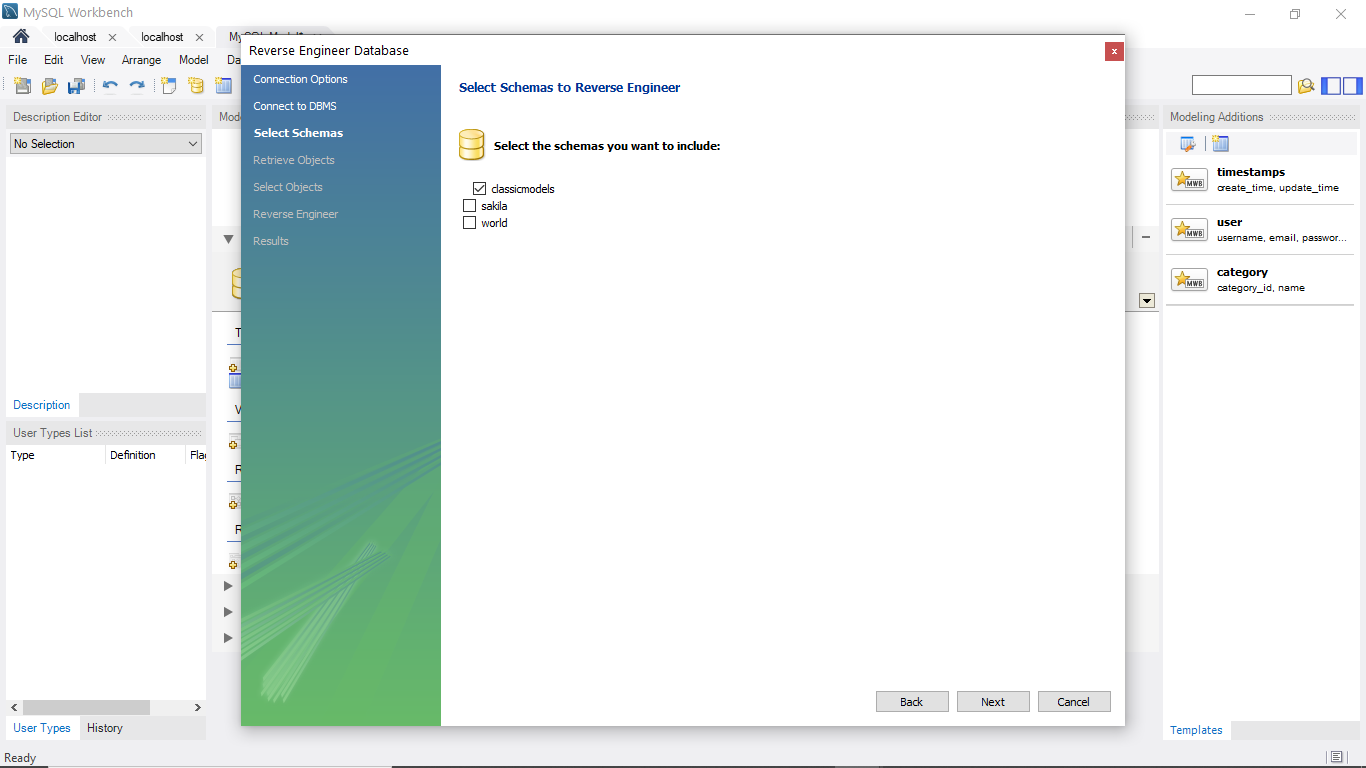 MySQL Workbench
localhost
localhost
Reverse Engineer Database
File Edit View Arrange Model
Description Editor
No Selection
Description
User Types List
Type Definition
User Types History
Ready
Connection Options
Connect to DBMS
Select Schemas
Retrieve Objects
Select Objects
Reverse Engineer
Results
Select Schemas to Reverse Engineer
Select the schemas you want to include:
classicmodels
sakila
world
Back Next Cancel
Modeling Additions
MWB
timestamps
create_time, update_time
MWB
user
username, email, passwor...
MWB
category
category_id, name
Templates